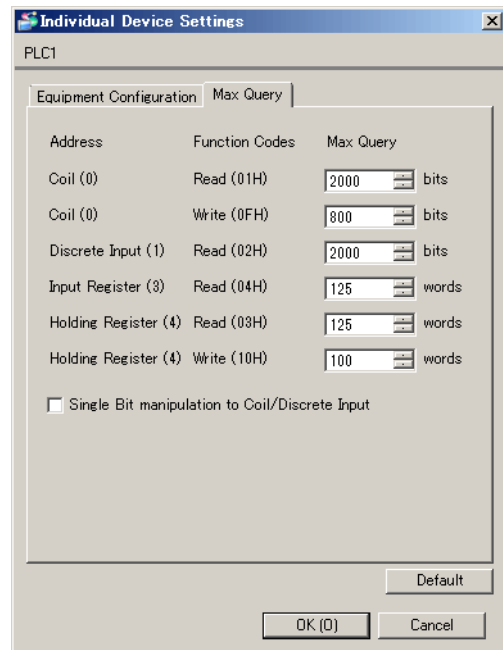 Individual Device Settings
PLC1
Equipment Configuration Max Query
Address Function Codes Max Query
Coil (0) Read (01H) 2000 bits
Coil (0) Write (0FH) 800 bits
Discrete Input (1) Read (02H) 2000 bits
Input Register (3) Read (04H) 125 words
Holding Register (4) Read (03H) 125 words
Holding Register (4) Write (10H) 100 words
Single Bit manipulation to Coil/Discrete Input
Default
OK (O) Cancel